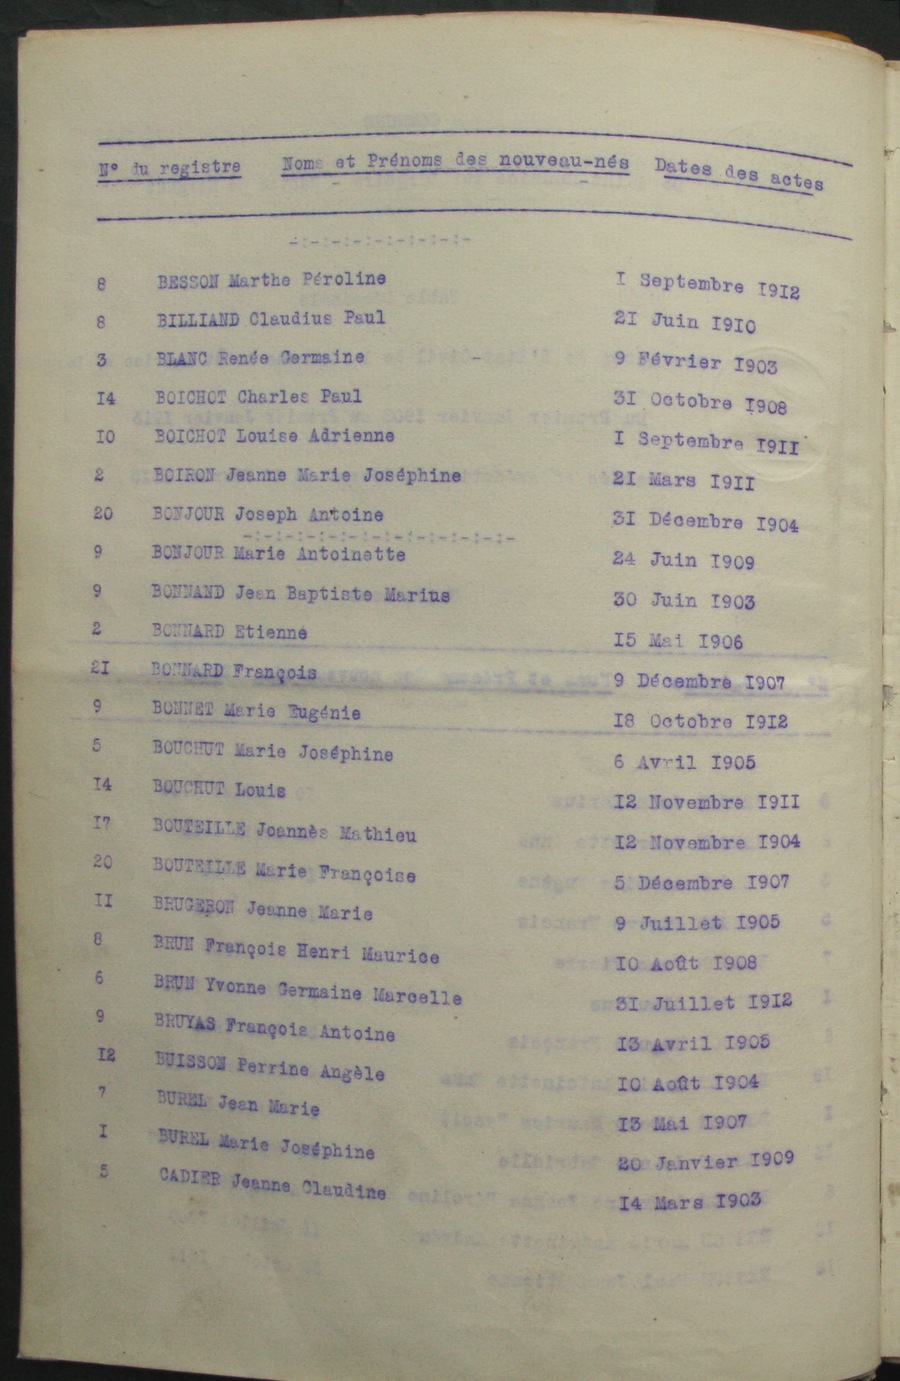 N° du registre Noms et Prénoms des nouveau-nés Dates des actes
-:-:-:-:-:-:-:-:-
8 BESSON Marthe Péroline I Septembre I9I2
8 BILLIAND Claudius Paul 2I Juin I9IO
3 BLANC Renée Germaine 9 Février I903
I4 BOICHOT Charles Paul 3I Octobre I908
IO BOICHOT Louise Adrienne I Septembre I9II
2 BOIRON Jeanne Marie Joséphine 2I Mars I9II
20 BONJOUR Joseph Antoine 3I Décembre I904
9 BONJOUR Marie Antoinette 24 Juin I909
9 BONNAND Jean Baptiste Marius 30 Juin I903
2 BONNARD Etienne I5 Mai I906
2I BONNARD François 9 Décembre I907
9 BONNET Marie Eugénie I8 Octobre I9I2
5 BOUCHUT Marie Joséphine 6 Avril I905
I4 BOUCHUT Louis I2 Novembre I9II
I7 BOUTEILLE Joannès Mathieu I2 Novembre I904
20 BOUTEILLE Marie Françoise 5 Décembre I907
II BRUGERON Jeanne Marie 9 Juillet I905
8 BRUN François Henri Maurice IO Août I908
6 BRUN Yvonne Germaine Marcelle 3I Juillet I9I2
9 BRUYAS François Antoine I3 Avril I905
I2 BUISSON Perrine Angèle IO Août I904
7 BUREL Jean Marie I3 Mai I907
I BUREL Marie Joséphine 20 Janvier I909
5 CADIER Jeanne Claudine I4 Mars I903